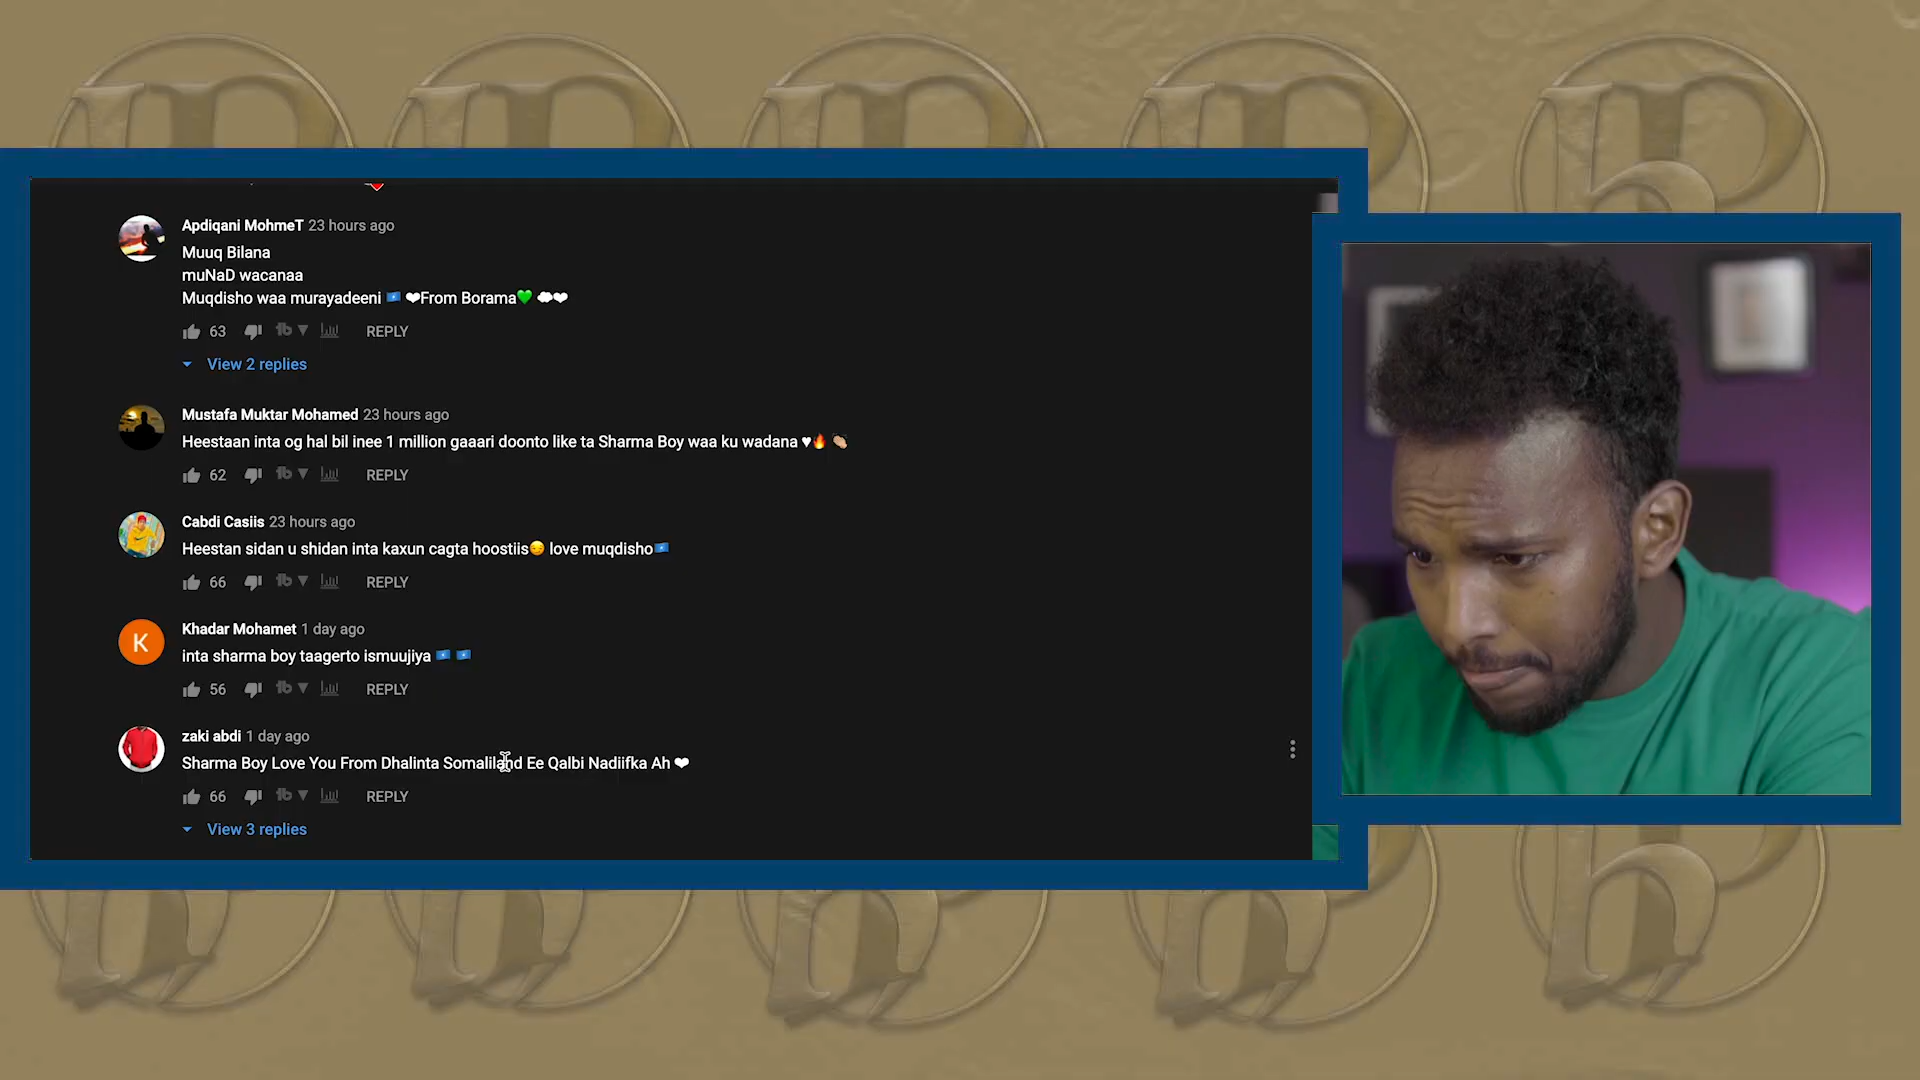 Apdiqani MohmeT 23 hours ago
Muuq Bilana
muNaD wacanaa
Muqdisho waa murayadeeni 🇸🇴 ❤From Borama💚 ☁❤
63 REPLY
View 2 replies
Mustafa Muktar Mohamed 23 hours ago
Heestaan inta og hal bil inee 1 million gaaari doonto like ta Sharma Boy waa ku wadana ♥🔥 👏🏼
62 REPLY
Cabdi Casiis 23 hours ago
Heestan sidan u shidan inta kaxun cagta hoostiis😏 love muqdisho🇸🇴
66 REPLY
K
Khadar Mohamet 1 day ago
inta sharma boy taagerto ismuujiya 🇸🇴 🇸🇴
56 REPLY
zaki abdi 1 day ago
Sharma Boy Love You From Dhalinta Somaliland Ee Qalbi Nadiifka Ah ❤
66 REPLY
View 3 replies